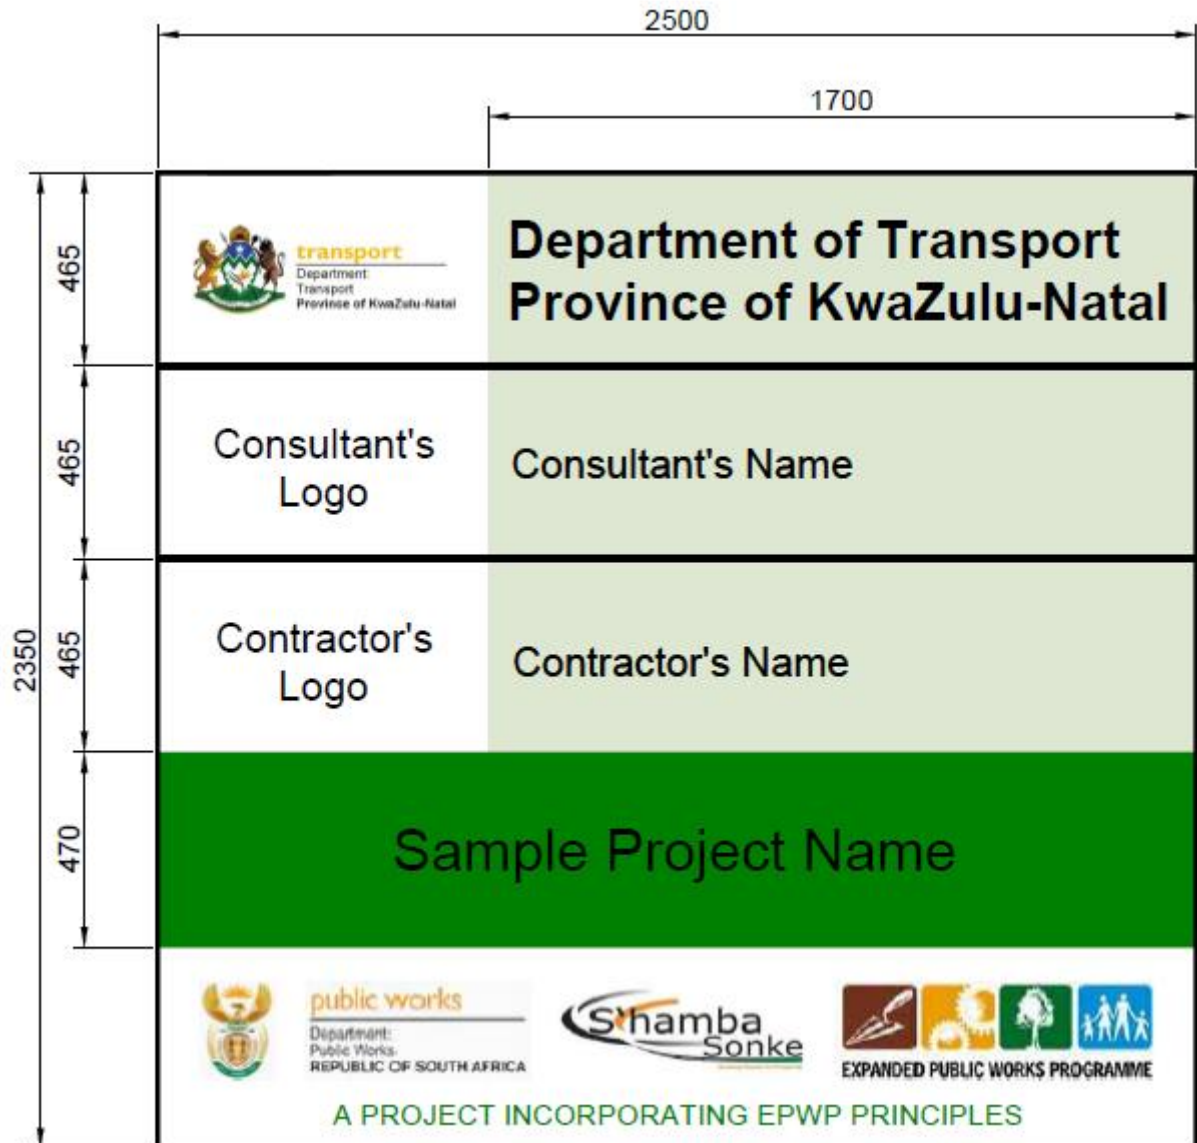 2500
1700
465
transport
Department:
Transport
Province of KwaZulu-Natal
Department of Transport
Province of KwaZulu-Natal
465
Consultant's
Logo
Consultant's Name
2350
465
Contractor's
Logo
Contractor's Name
470
Sample Project Name
public works
Department:
Public Works
REPUBLIC OF SOUTH AFRICA
S'hamba
Sonke
EXPANDED PUBLIC WORKS PROGRAMME
A PROJECT INCORPORATING EPWP PRINCIPLES